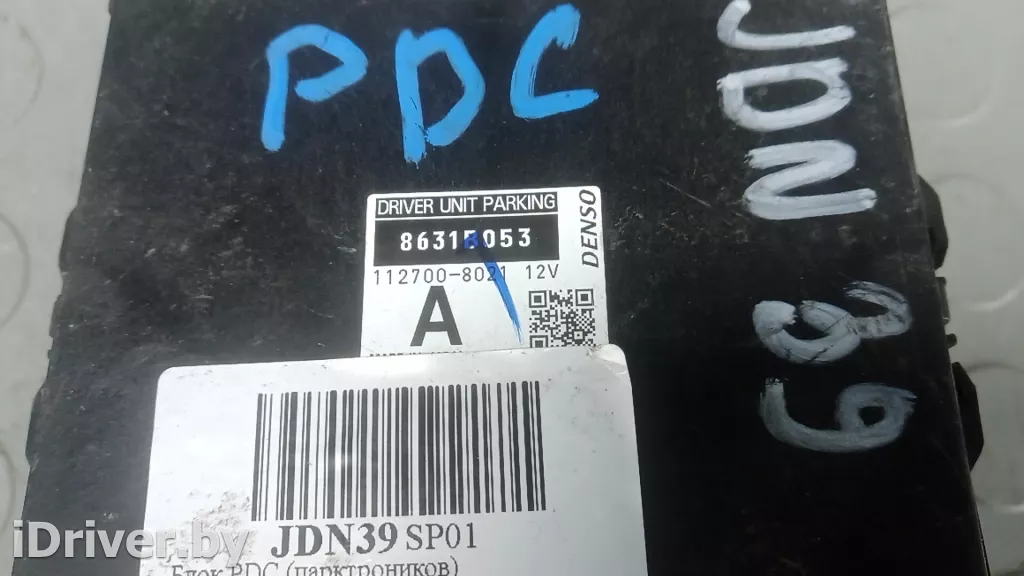 PDC
JDN
39
DRIVER UNIT PARKING
DENSO
112700-8021 12V
A
JDN39 SP01
Блок PDC (парктроников)
iDriver.by